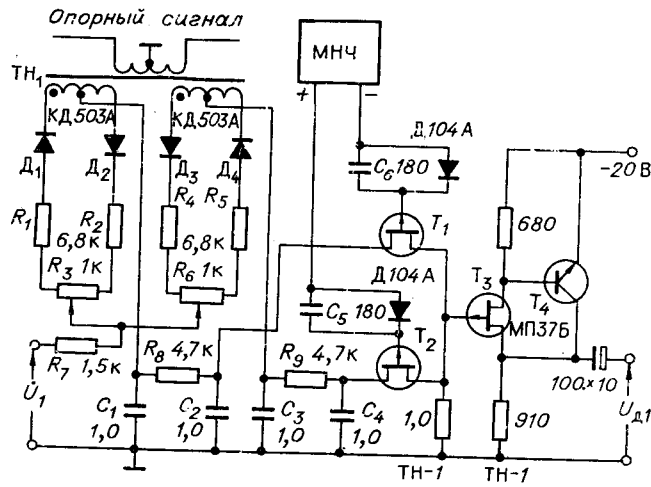 Опорный сигнал
МНЧ
ТН₁
+
−
КД503А
КД503А
Д104А
Д₁
Д₂
Д₃
Д₄
C₆ 180
−20 В
R₁
R₂
R₄
R₅
T₁
680
6,8к
6,8к
R₃ 1к
R₆ 1к
Д104А
T₃
T₄
C₅ 180
T₂
МП37Б
R₇
1,5к
R₈ 4,7к
R₉ 4,7к
100×10
U̇₁
C₁
1,0
C₂
1,0
C₃
1,0
C₄
1,0
1,0
910
U_д1
ТН-1
ТН-1